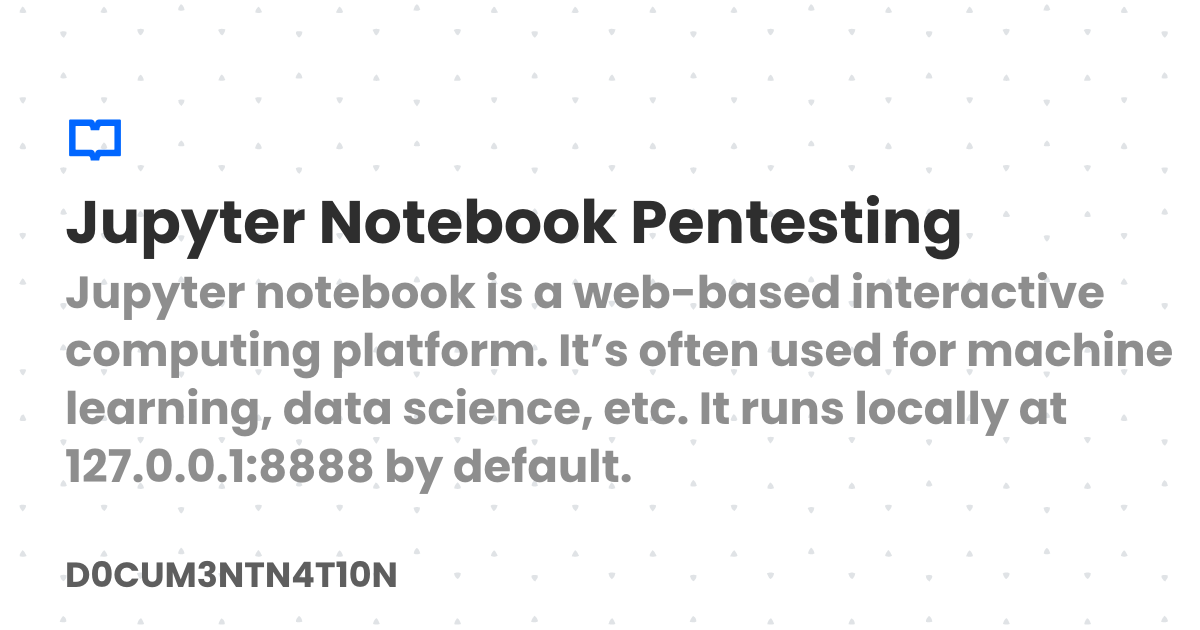 Jupyter Notebook Pentesting
Jupyter notebook is a web-based interactive
computing platform. It’s often used for machine
learning, data science, etc. It runs locally at
127.0.0.1:8888 by default.
D0CUM3NTN4T10N